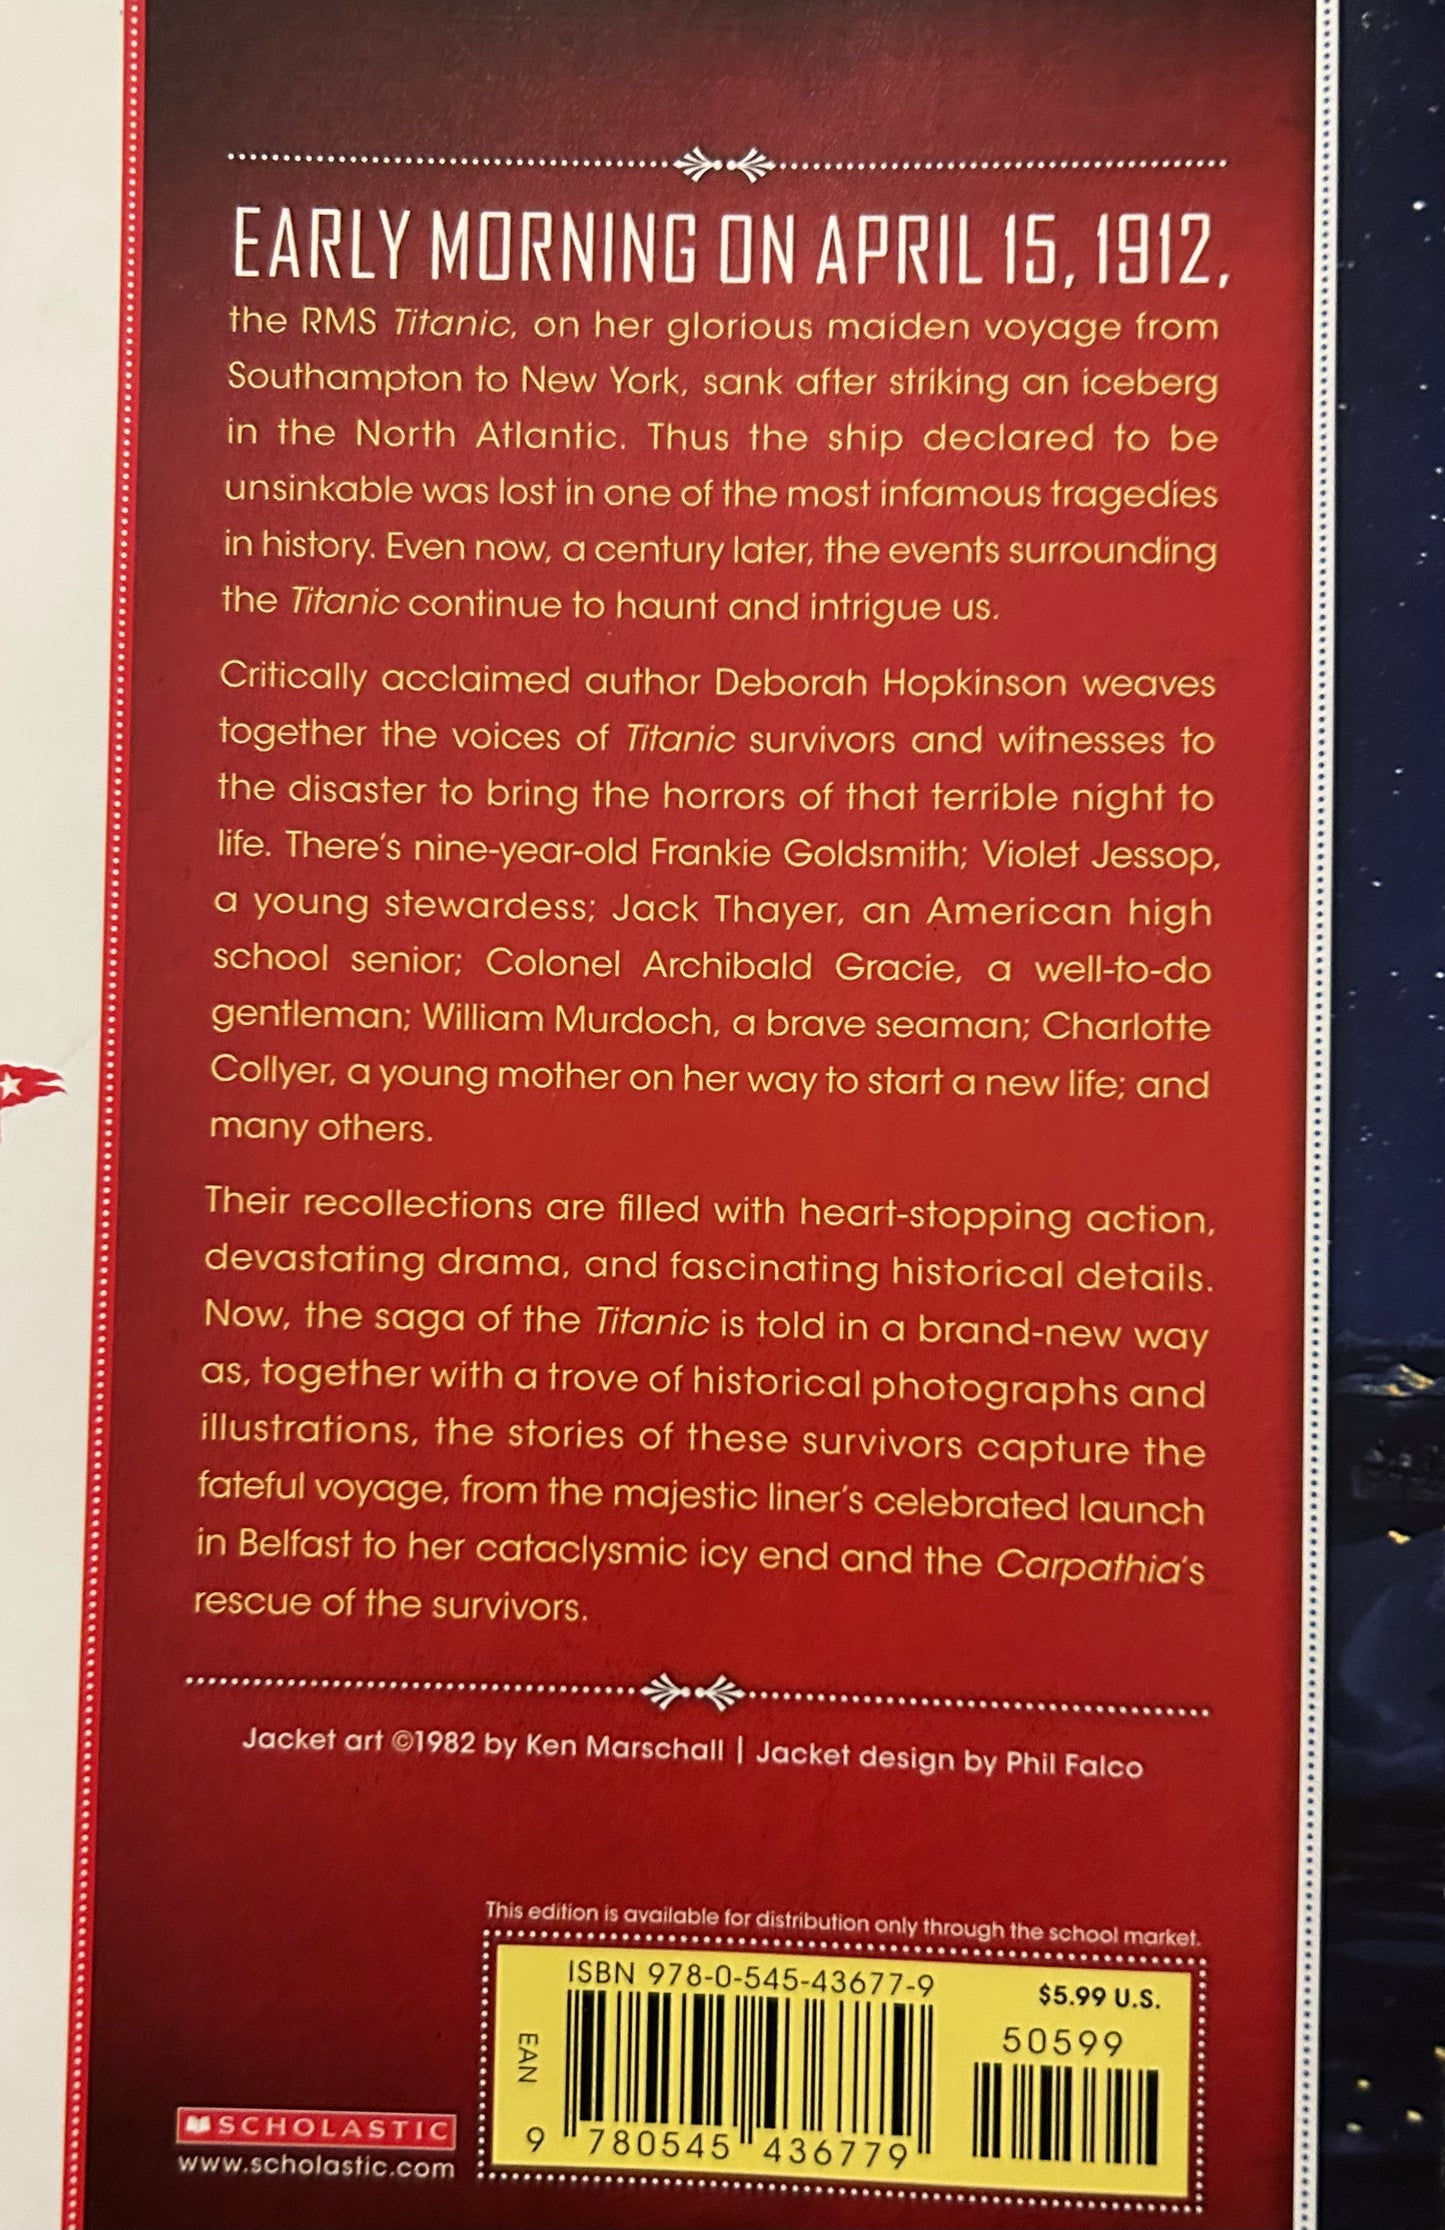 EARLY MORNING ON APRIL 15, 1912,
the RMS Titanic, on her glorious maiden voyage from
Southampton to New York, sank after striking an iceberg
in the North Atlantic. Thus the ship declared to be
unsinkable was lost in one of the most infamous tragedies
in history. Even now, a century later, the events surrounding
the Titanic continue to haunt and intrigue us.
Critically acclaimed author Deborah Hopkinson weaves
together the voices of Titanic survivors and witnesses to
the disaster to bring the horrors of that terrible night to
life. There's nine-year-old Frankie Goldsmith; Violet Jessop,
a young stewardess; Jack Thayer, an American high
school senior; Colonel Archibald Gracie, a well-to-do
gentleman; William Murdoch, a brave seaman; Charlotte
Collyer, a young mother on her way to start a new life; and
many others.
Their recollections are filled with heart-stopping action,
devastating drama, and fascinating historical details.
Now, the saga of the Titanic is told in a brand-new way
as, together with a trove of historical photographs and
illustrations, the stories of these survivors capture the
fateful voyage, from the majestic liner's celebrated launch
in Belfast to her cataclysmic icy end and the Carpathia's
rescue of the survivors.
Jacket art ©1982 by Ken Marschall | Jacket design by Phil Falco
This edition is available for distribution only through the school market.
ISBN 978-0-545-43677-9
$5.99 U.S.
50599
EAN
9 780545 436779
SCHOLASTIC
www.scholastic.com